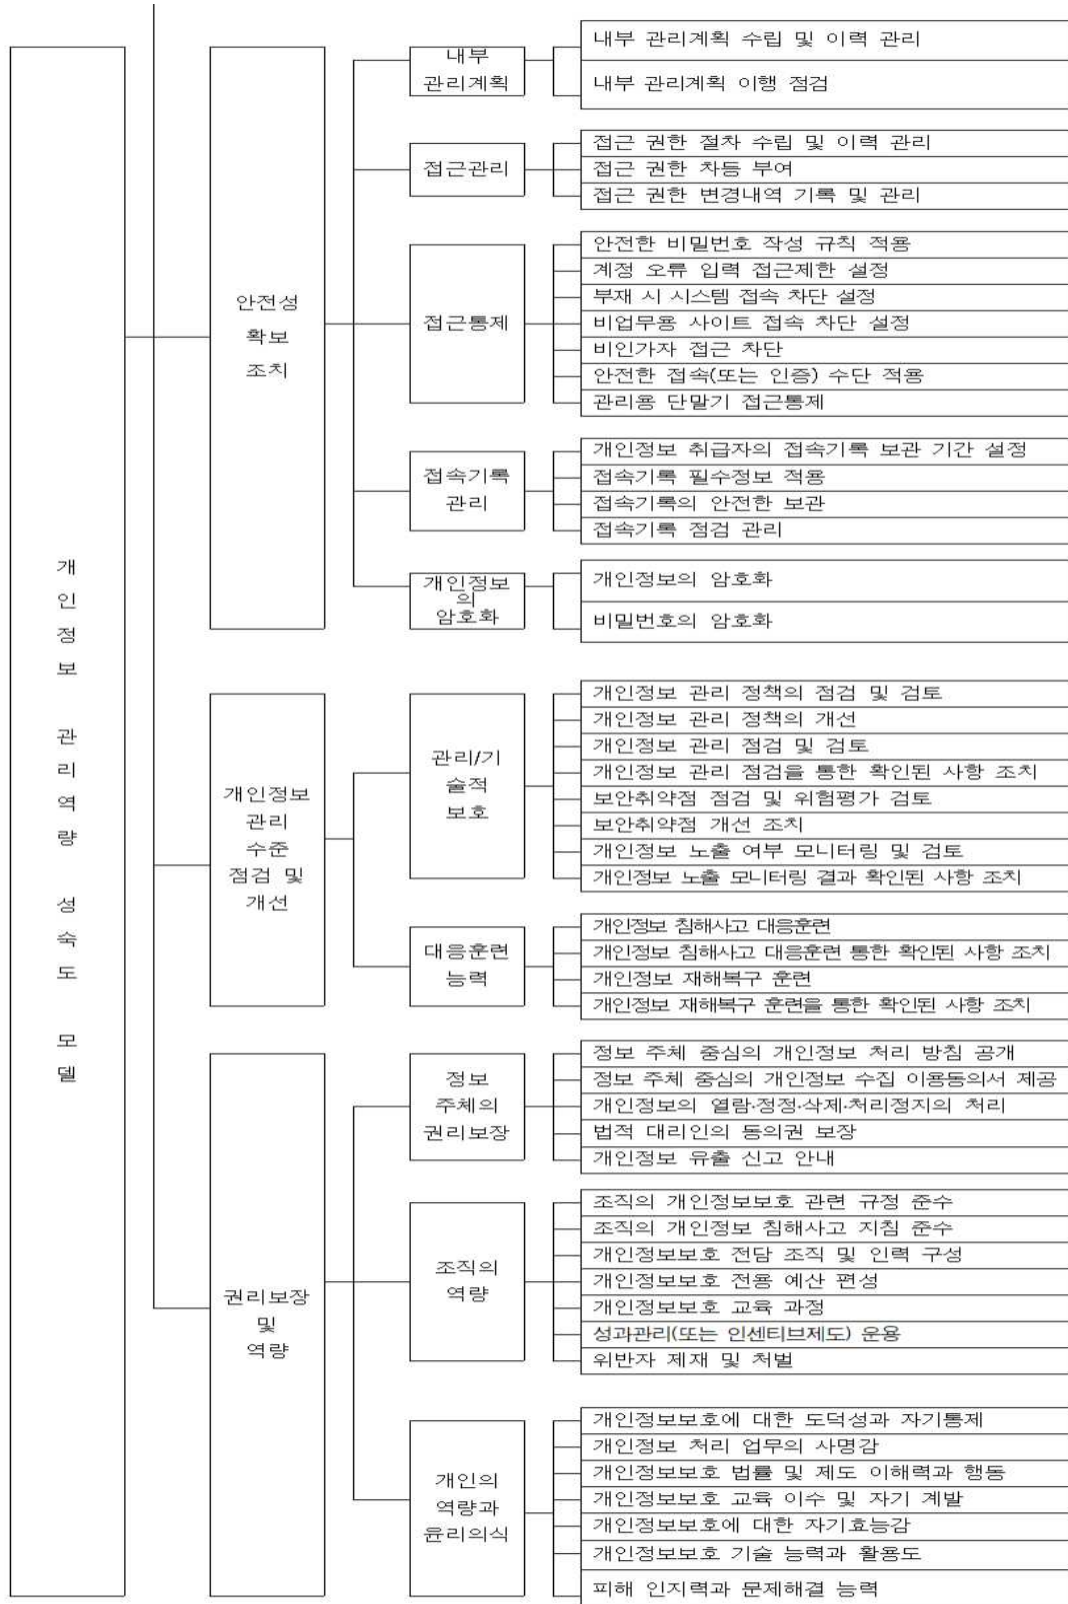 개인정보 관리역량 성숙도 모델
안전성
확보
조치
내부
관리계획
내부 관리계획 수립 및 이력 관리
내부 관리계획 이행 점검
접근관리
접근 권한 절차 수립 및 이력 관리
접근 권한 차등 부여
접근 권한 변경내역 기록 및 관리
접근통제
안전한 비밀번호 작성 규칙 적용
계정 오류 입력 접근제한 설정
부재 시 시스템 접속 차단 설정
비업무용 사이트 접속 차단 설정
비인가자 접근 차단
안전한 접속(또는 인증) 수단 적용
관리용 단말기 접근통제
접속기록
관리
개인정보 취급자의 접속기록 보관 기간 설정
접속기록 필수정보 적용
접속기록의 안전한 보관
접속기록 점검 관리
개인정보
의
암호화
개인정보의 암호화
비밀번호의 암호화
개인정보
관리
수준
점검 및
개선
관리/기
술적
보호
개인정보 관리 정책의 점검 및 검토
개인정보 관리 정책의 개선
개인정보 관리 점검 및 검토
개인정보 관리 점검을 통한 확인된 사항 조치
보안취약점 점검 및 위험평가 검토
보안취약점 개선 조치
개인정보 노출 여부 모니터링 및 검토
개인정보 노출 모니터링 결과 확인된 사항 조치
대응훈련
능력
개인정보 침해사고 대응훈련
개인정보 침해사고 대응훈련 통한 확인된 사항 조치
개인정보 재해복구 훈련
개인정보 재해복구 훈련을 통한 확인된 사항 조치
권리보장
및
역량
정보
주체의
권리보장
정보 주체 중심의 개인정보 처리 방침 공개
정보 주체 중심의 개인정보 수집 이용동의서 제공
개인정보의 열람·정정·삭제·처리정지의 처리
법적 대리인의 동의권 보장
개인정보 유출 신고 안내
조직의
역량
조직의 개인정보보호 관련 규정 준수
조직의 개인정보 침해사고 지침 준수
개인정보보호 전담 조직 및 인력 구성
개인정보보호 전용 예산 편성
개인정보보호 교육 과정
성과관리(또는 인센티브제도) 운용
위반자 제재 및 처벌
개인의
역량과
윤리의식
개인정보보호에 대한 도덕성과 자기통제
개인정보 처리 업무의 사명감
개인정보보호 법률 및 제도 이해력과 행동
개인정보보호 교육 이수 및 자기 계발
개인정보보호에 대한 자기효능감
개인정보보호 기술 능력과 활용도
피해 인지력과 문제해결 능력